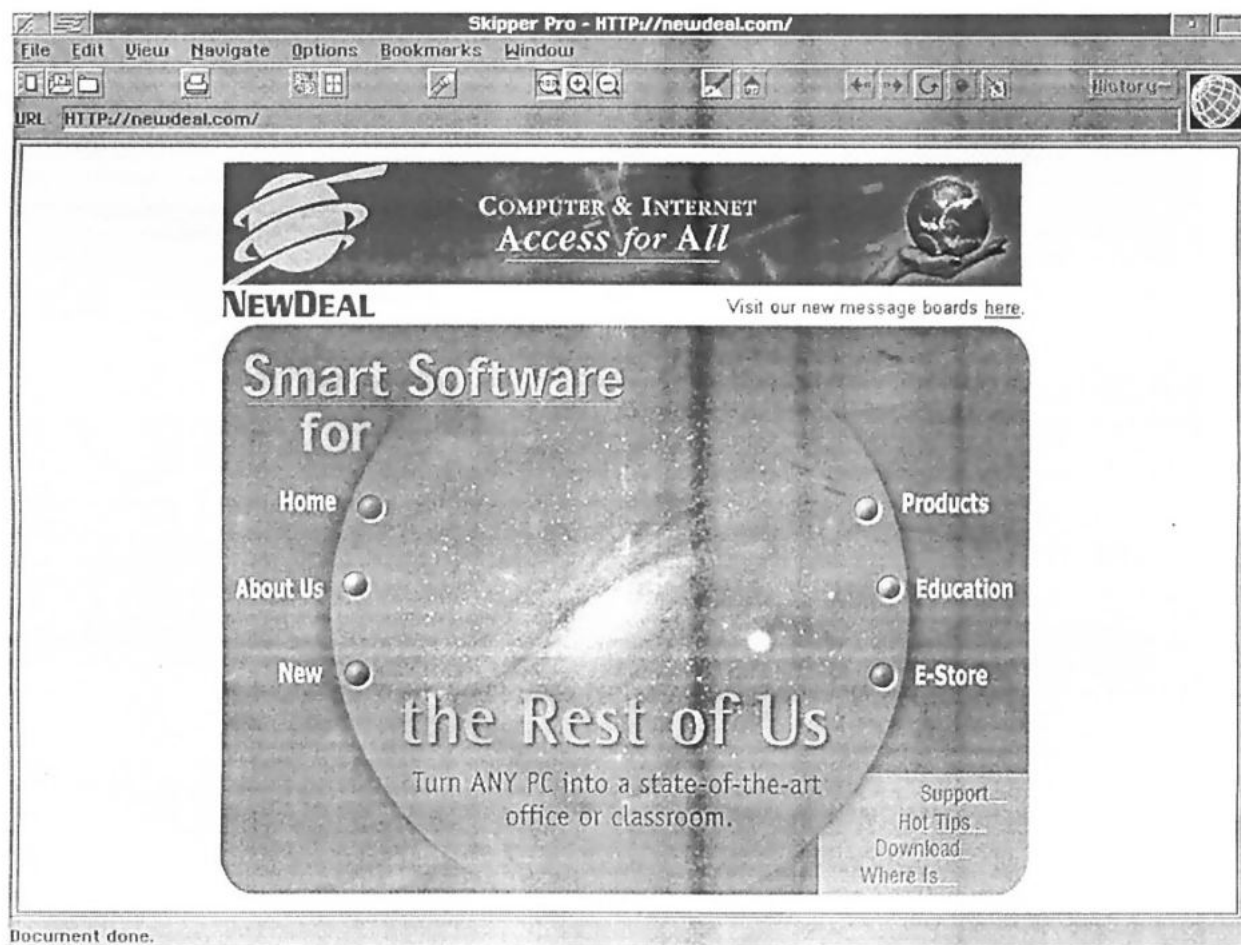 Skipper Pro - HTTP://newdeal.com/
File Edit View Navigate Options Bookmarks Window
History
URL HTTP://newdeal.com/
COMPUTER & INTERNET
Access for All
NEWDEAL
Visit our new message boards here.
Smart Software
for
Home
Products
About Us
Education
New
E-Store
the Rest of Us
Turn ANY PC into a state-of-the-art
office or classroom.
Support
Hot Tips
Download
Where Is
Document done.